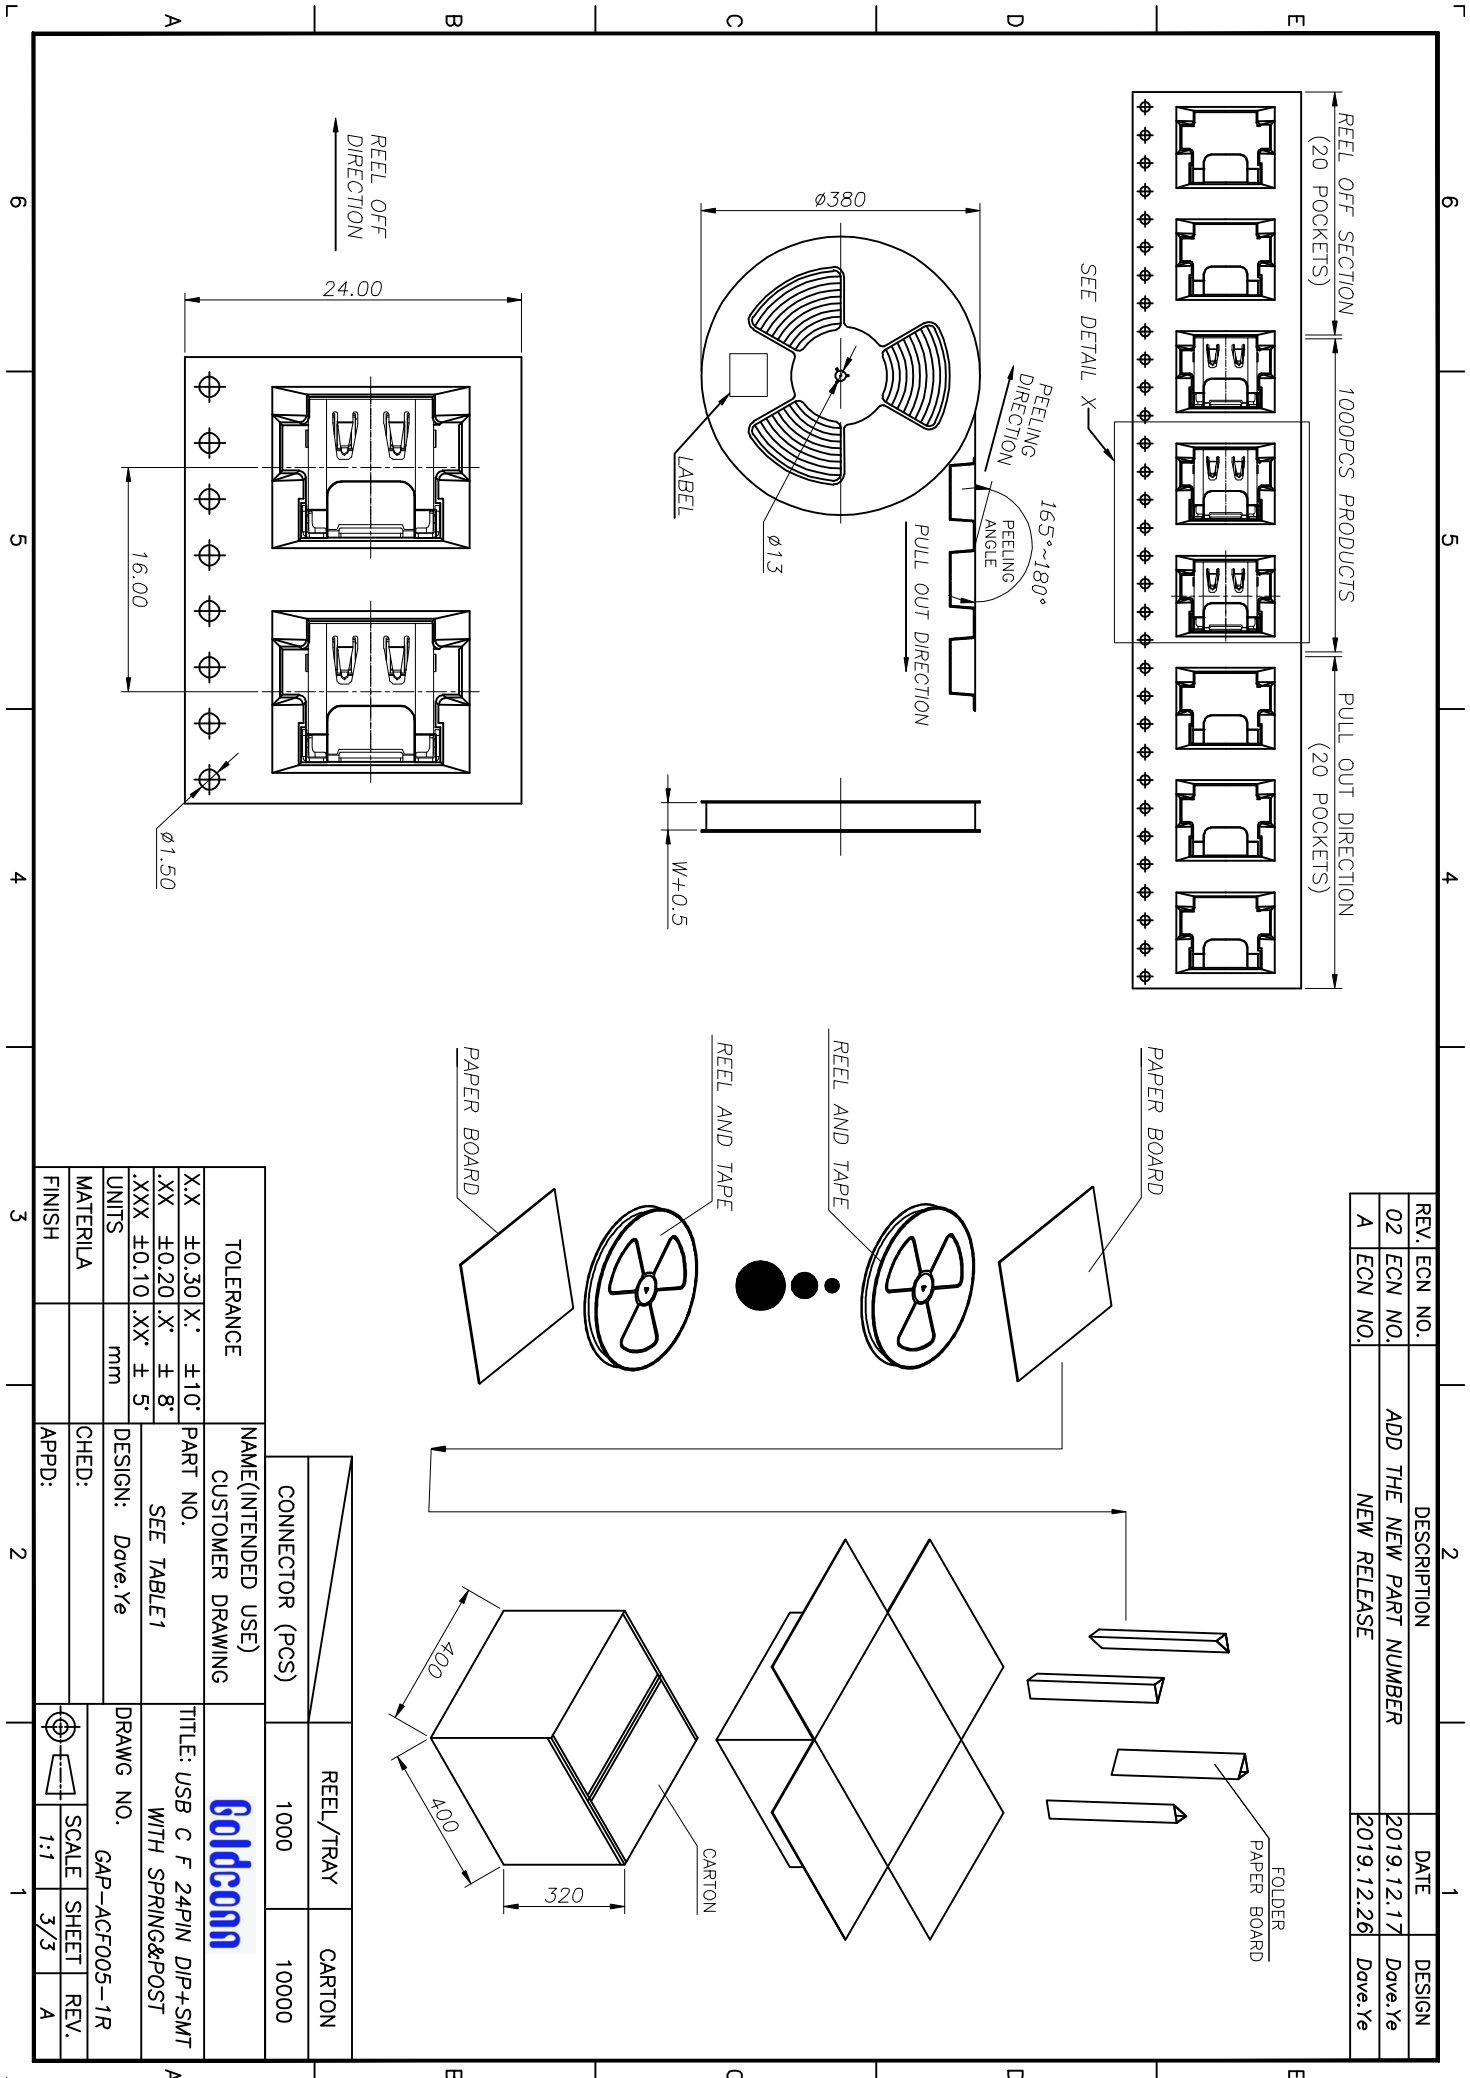 6
5
4
3
2
1
E
D
C
B
A
REV.
ECN NO.
DESCRIPTION
DATE
DESIGN
02
ECN NO.
ADD THE NEW PART NUMBER
2019.12.17
Dave.Ye
A
ECN NO.
NEW RELEASE
2019.12.26
Dave.Ye
REEL OFF SECTION
(20 POCKETS)
1000PCS PRODUCTS
PULL OUT DIRECTION
(20 POCKETS)
SEE DETAIL X
PEELING
DIRECTION
165°~180°
PEELING
ANGLE
PULL OUT DIRECTION
ø380
ø13
LABEL
W+0.5
REEL OFF
DIRECTION
24.00
16.00
ø1.50
PAPER BOARD
REEL AND TAPE
REEL AND TAPE
PAPER BOARD
FOLDER
PAPER BOARD
CARTON
400
400
320
REEL/TRAY
CARTON
CONNECTOR (PCS)
1000
10000
TOLERANCE
X.X ±0.30 X.° ±10°
.XX ±0.20 .X° ± 8°
.XXX ±0.10 .XX° ± 5°
UNITS
mm
MATERILA
FINISH
NAME(INTENDED USE)
CUSTOMER DRAWING
PART NO.
SEE TABLE1
DESIGN: Dave.Ye
CHED:
APPD:
Goldconn
TITLE: USB C F 24PIN DIP+SMT
WITH SPRING&POST
DRAWG NO.
GAP-ACF005-1R
SCALE
SHEET
REV.
1:1
3/3
A
6
5
4
3
2
1
E
D
C
B
A